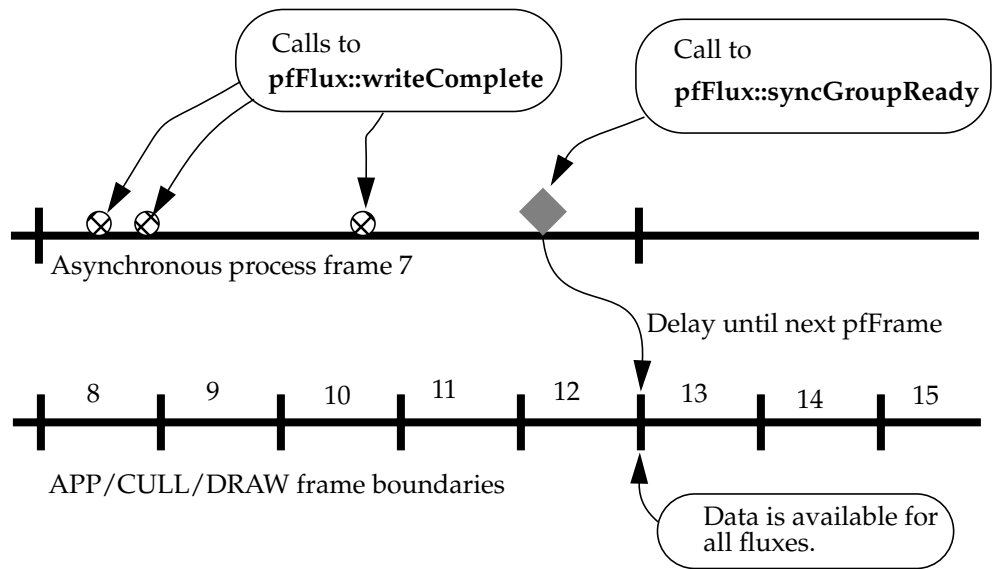 Calls to
pfFlux::writeComplete
Call to
pfFlux::syncGroupReady
Asynchronous process frame 7
Delay until next pfFrame
8 9 10 11 12 13 14 15
APP/CULL/DRAW frame boundaries
Data is available for
all fluxes.